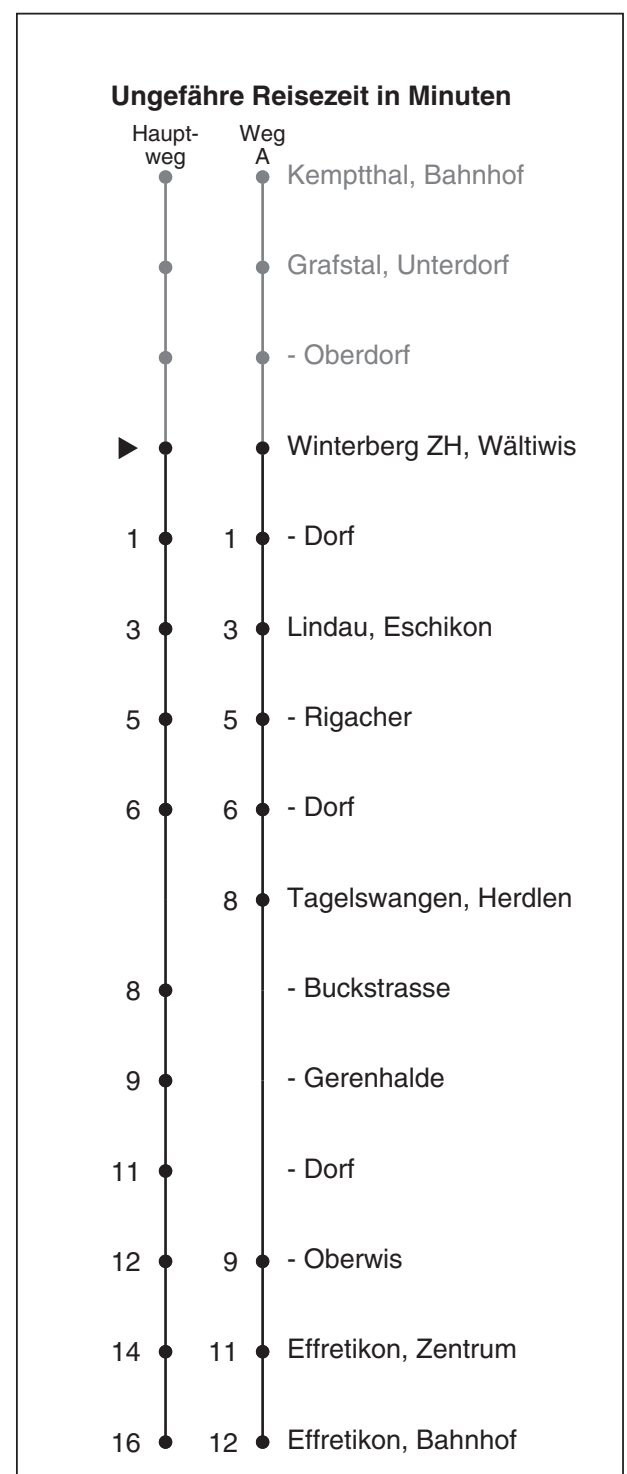 Ungefähre Reisezeit in Minuten
Haupt- Weg
weg A
Kemptthal, Bahnhof
Grafstal, Unterdorf
- Oberdorf
Winterberg ZH, Wältiwis
1 1 - Dorf
3 3 Lindau, Eschikon
5 5 - Rigacher
6 6 - Dorf
8 Tagelswangen, Herdlen
8 - Buckstrasse
9 - Gerenhalde
11 - Dorf
12 9 - Oberwis
14 11 Effretikon, Zentrum
16 12 Effretikon, Bahnhof